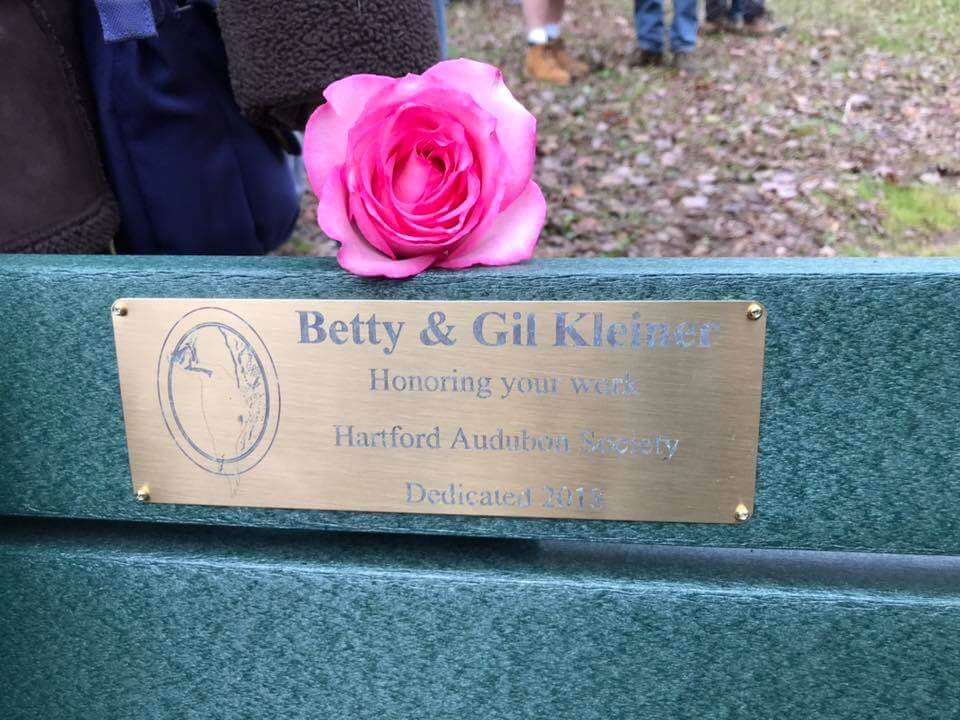 Betty & Gil Kleiner
Honoring your work
Hartford Audubon Society
Dedicated 2018